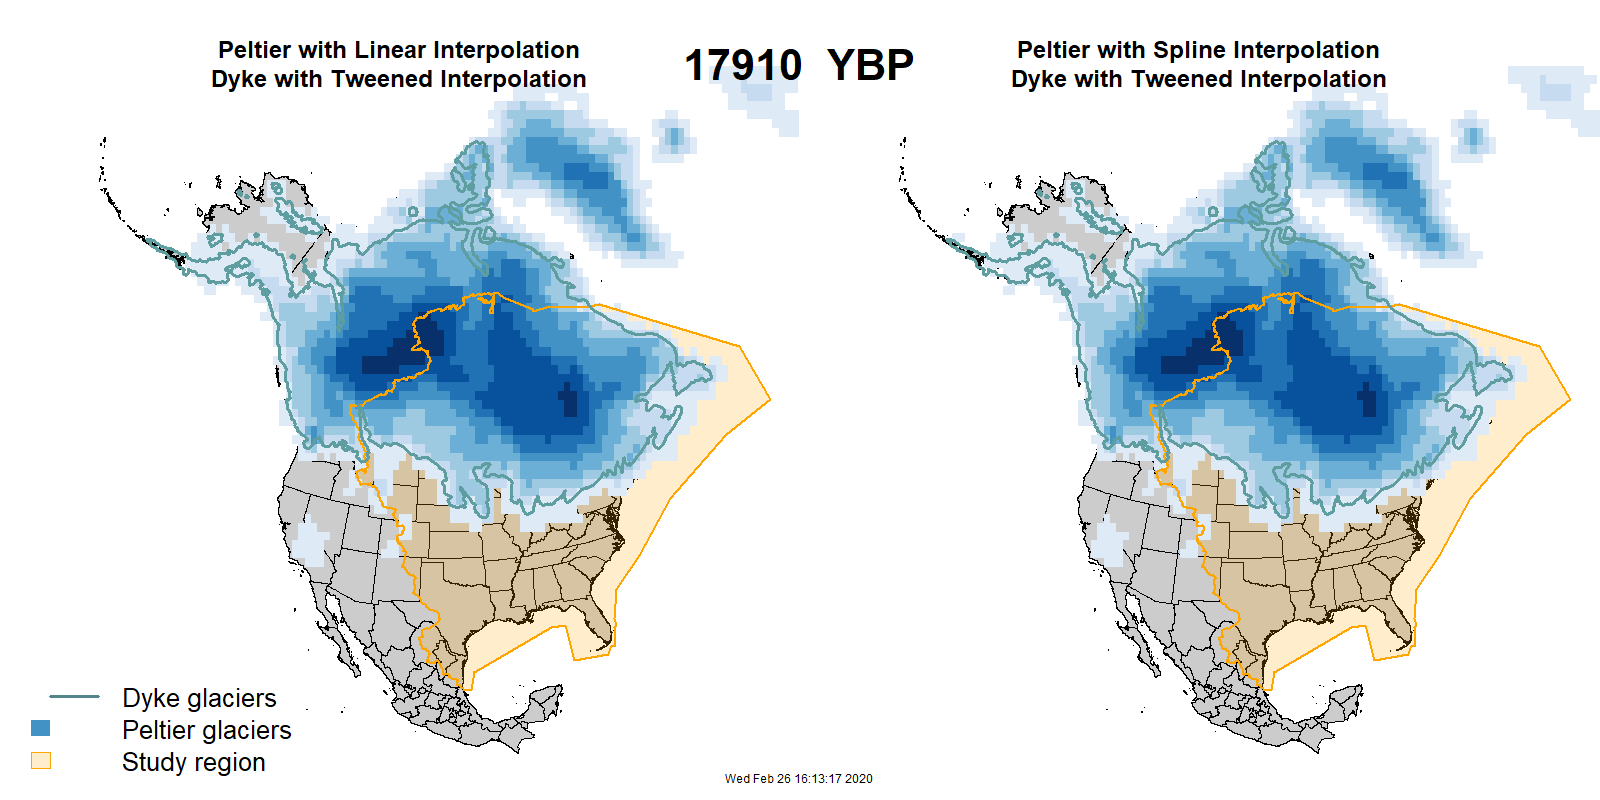 Peltier with Linear Interpolation
Dyke with Tweened Interpolation
17910 YBP
Peltier with Spline Interpolation
Dyke with Tweened Interpolation
Dyke glaciers
Peltier glaciers
Study region
Wed Feb 26 16:13:17 2020